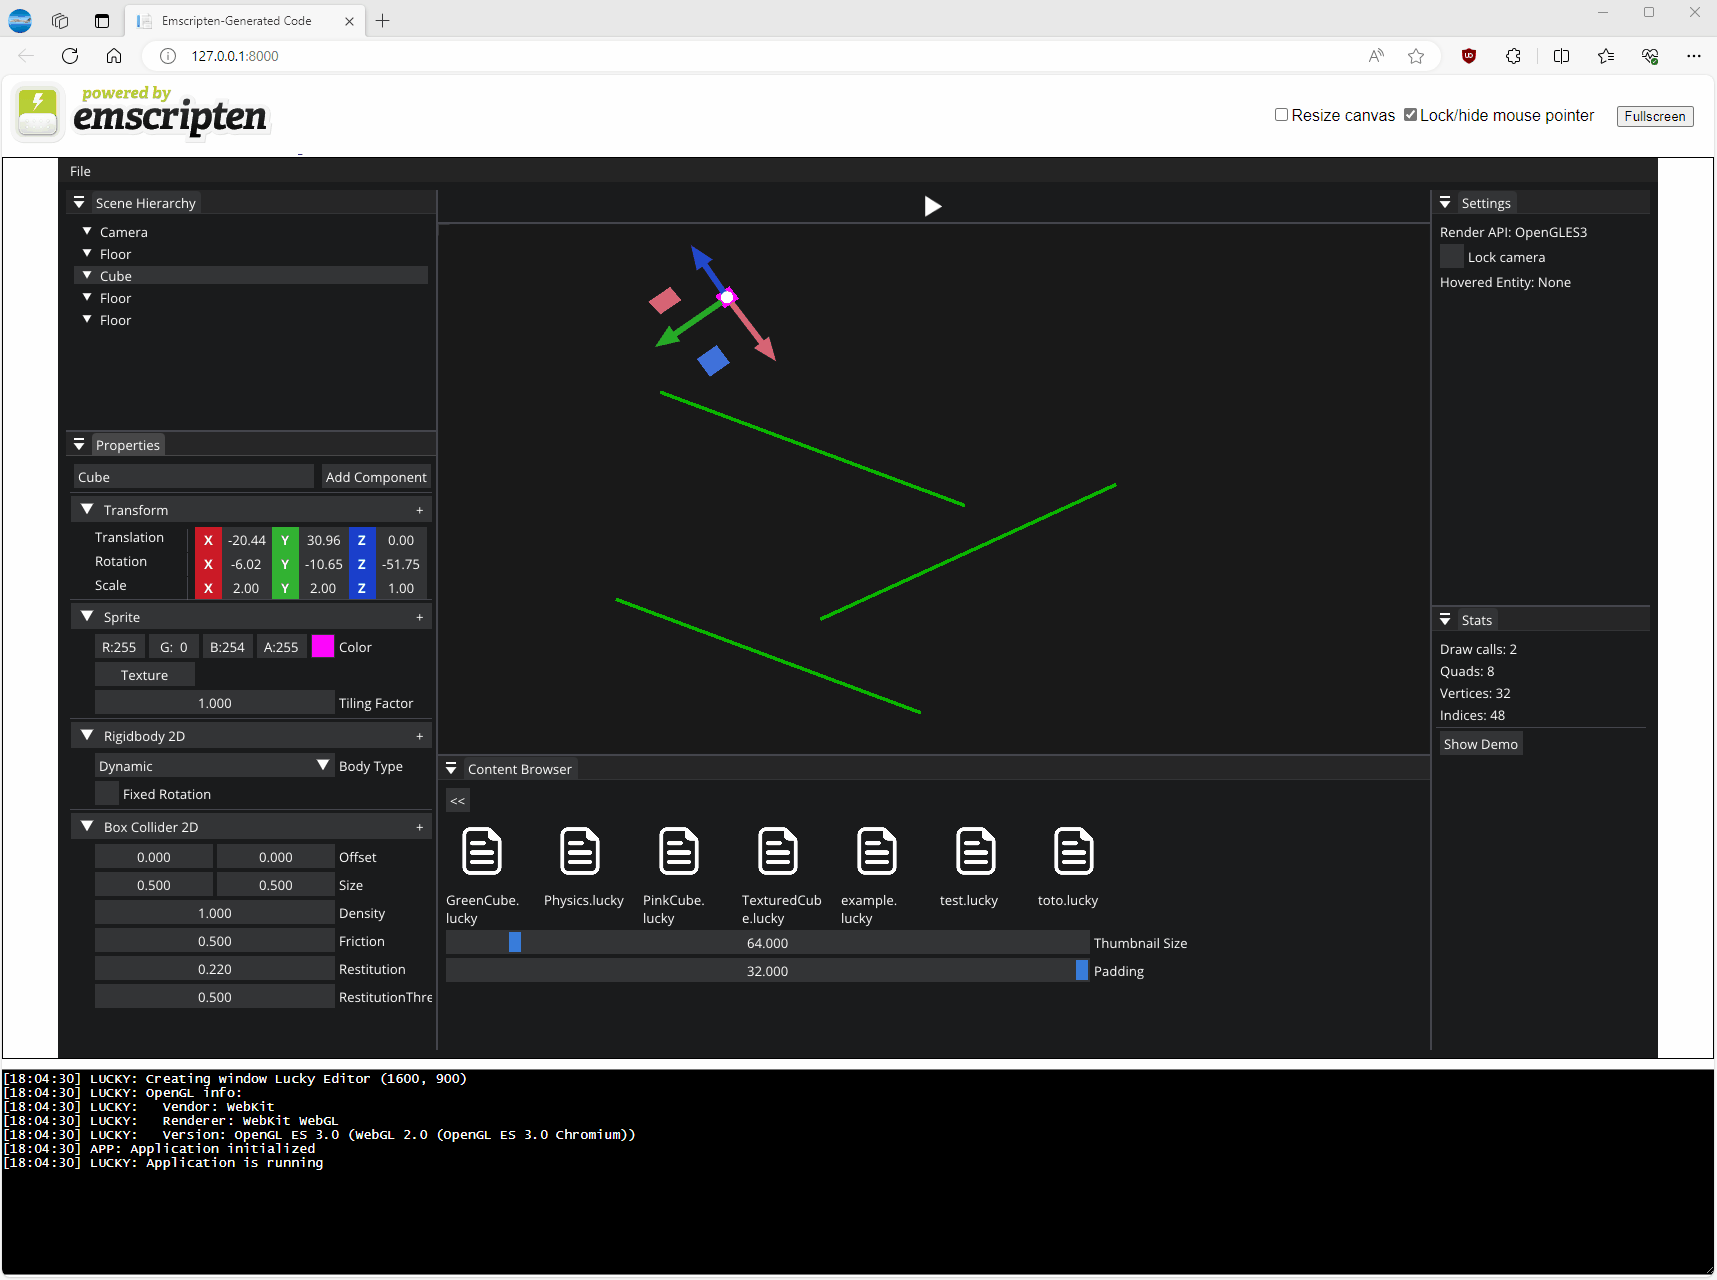 Emscripten-Generated Code
127.0.0.1:8000
powered by
emscripten
Resize canvas
Lock/hide mouse pointer
Fullscreen
File
Scene Hierarchy
Camera
Floor
Cube
Floor
Floor
Properties
Cube
Add Component
Transform +
Translation X -20.44 Y 30.96 Z 0.00
Rotation X -6.02 Y -10.65 Z -51.75
Scale X 2.00 Y 2.00 Z 1.00
Sprite +
R:255 G: 0 B:254 A:255 Color
Texture
1.000 Tiling Factor
Rigidbody 2D +
Dynamic Body Type
Fixed Rotation
Box Collider 2D +
0.000 0.000 Offset
0.500 0.500 Size
1.000 Density
0.500 Friction
0.220 Restitution
0.500 RestitutionThre
Content Browser
<<
GreenCube.
lucky
Physics.lucky
PinkCube.
lucky
TexturedCub
e.lucky
example.
lucky
test.lucky
toto.lucky
64.000 Thumbnail Size
32.000 Padding
Settings
Render API: OpenGLES3
Lock camera
Hovered Entity: None
Stats
Draw calls: 2
Quads: 8
Vertices: 32
Indices: 48
Show Demo
[18:04:30] LUCKY: Creating window Lucky Editor (1600, 900)
[18:04:30] LUCKY: OpenGL info:
[18:04:30] LUCKY:   Vendor: WebKit
[18:04:30] LUCKY:   Renderer: WebKit WebGL
[18:04:30] LUCKY:   Version: OpenGL ES 3.0 (WebGL 2.0 (OpenGL ES 3.0 Chromium))
[18:04:30] APP: Application initialized
[18:04:30] LUCKY: Application is running